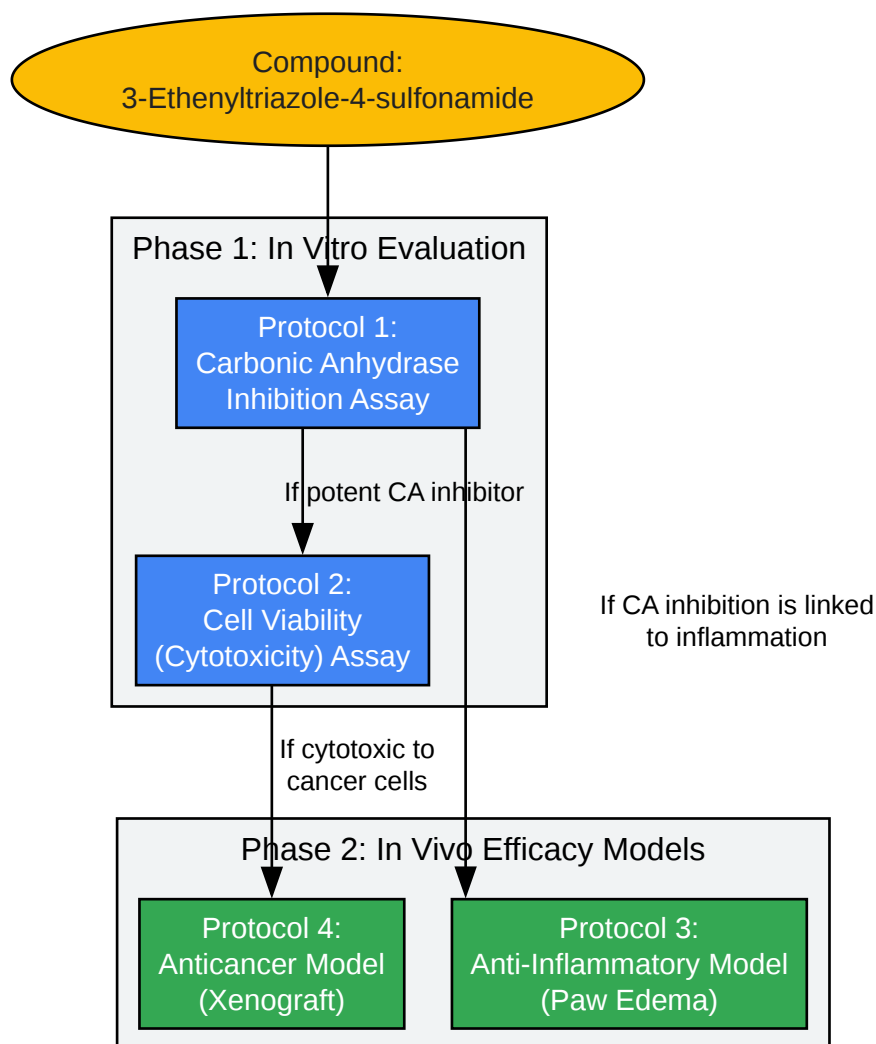 Compound:
3-Ethenyltriazole-4-sulfonamide
Phase 1: In Vitro Evaluation
Protocol 1:
Carbonic Anhydrase
Inhibition Assay
If potent CA inhibitor
Protocol 2:
Cell Viability
(Cytotoxicity) Assay
If CA inhibition is linked
to inflammation
If cytotoxic to
cancer cells
Phase 2: In Vivo Efficacy Models
Protocol 4:
Anticancer Model
(Xenograft)
Protocol 3:
Anti-Inflammatory Model
(Paw Edema)